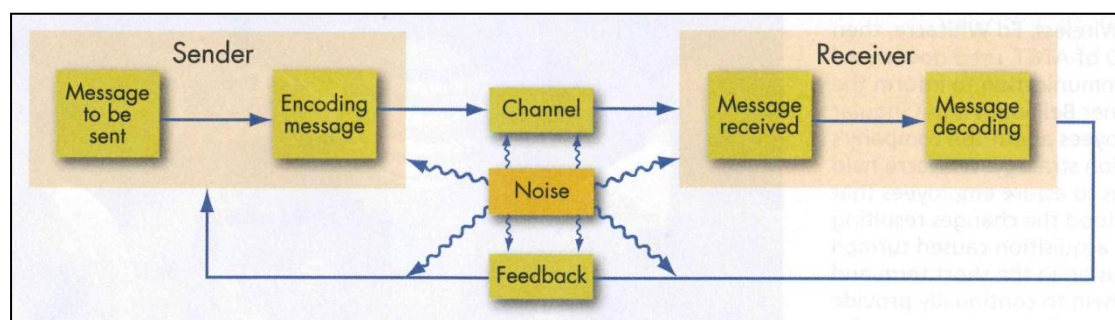 Sender
Message
to be
sent
Encoding
message
Channel
Noise
Feedback
Receiver
Message
received
Message
decoding